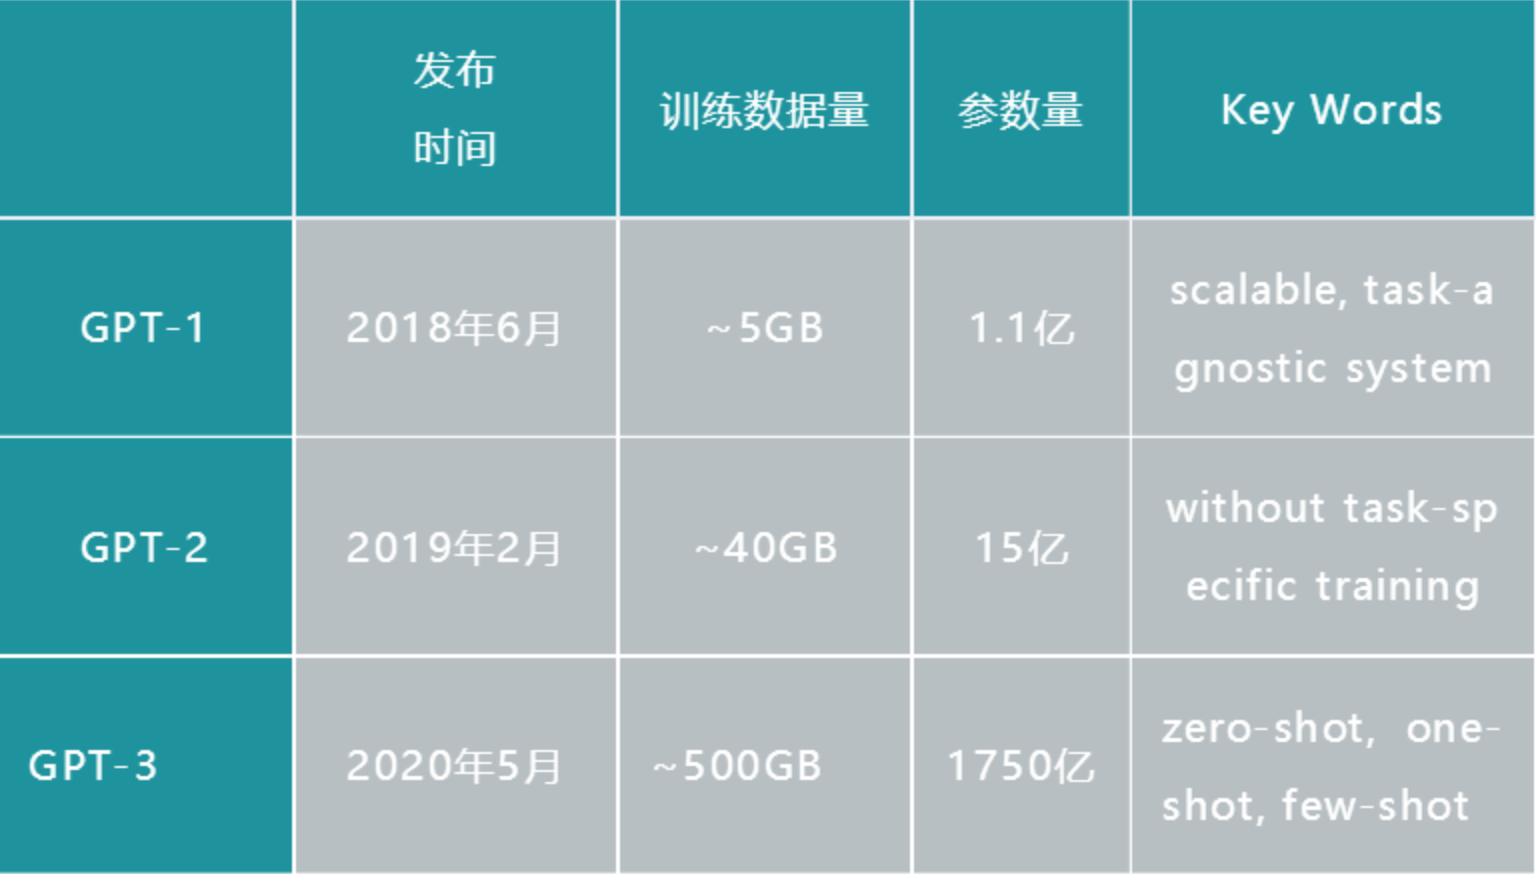 发布
时间
训练数据量
参数量
Key Words
GPT-1
2018年6月
~5GB
1.1亿
scalable, task-a
gnostic system
GPT-2
2019年2月
~40GB
15亿
without task-sp
ecific training
GPT-3
2020年5月
~500GB
1750亿
zero-shot, one-
shot, few-shot